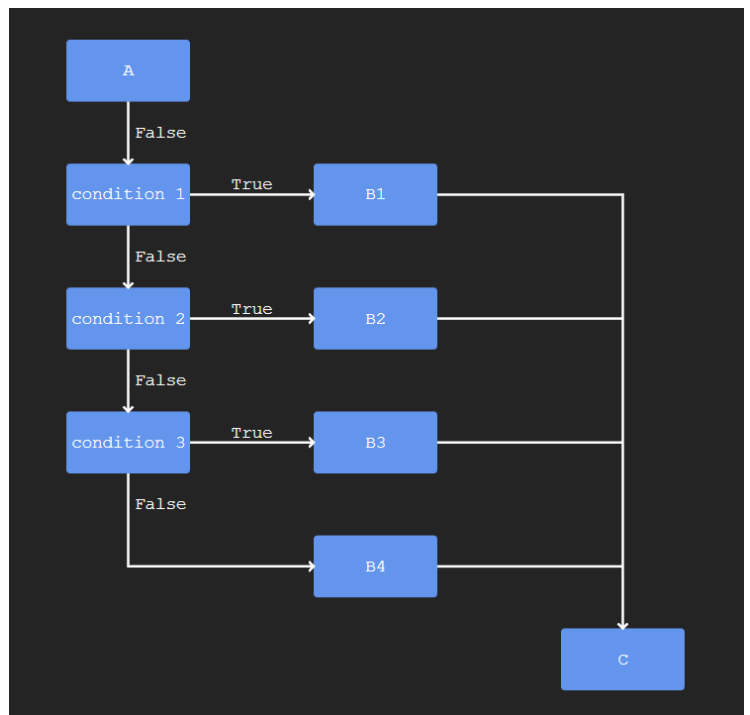 A
False
condition 1
True
B1
False
condition 2
True
B2
False
condition 3
True
B3
False
B4
C